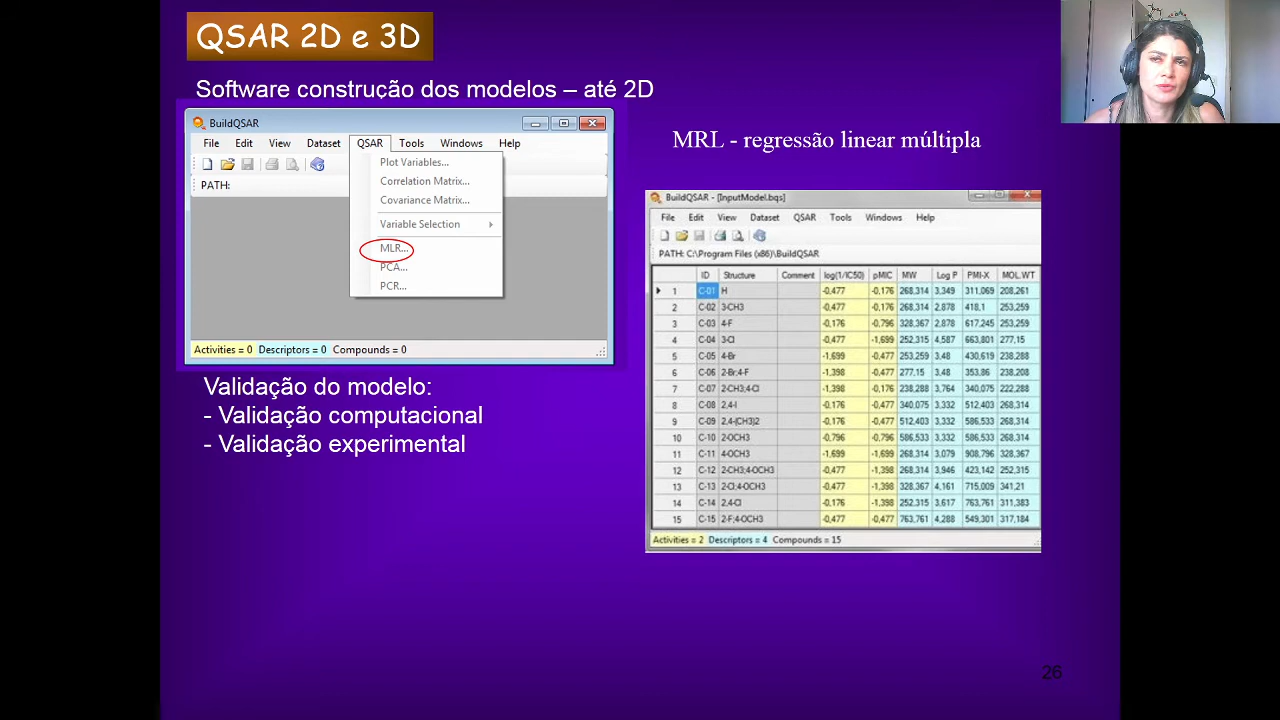 QSAR 2D e 3D
Software construção dos modelos – até 2D
BuildQSAR
File Edit View Dataset QSAR Tools Windows Help
PATH:
Plot Variables...
Correlation Matrix...
Covariance Matrix...
Variable Selection
MLR...
PCA...
PCR...
Activities = 0 Descriptors = 0 Compounds = 0
Validação do modelo:
- Validação computacional
- Validação experimental
MRL - regressão linear múltipla
BuildQSAR - [InputModel.bqs]
File Edit View Dataset QSAR Tools Windows Help
PATH: C:\Program Files (x86)\BuildQSAR
ID Structure Comment log(1/IC50) pMIC MW Log P PMI-X MOL.WT
1 C-01 H -0,477 -0,176 268,314 3,349 311,069 208,261
2 C-02 3-CH3 -0,477 -0,176 268,314 2,878 418,1 253,259
3 C-03 4-F -0,176 -0,796 328,367 2,878 617,245 253,259
4 C-04 3-Cl -0,477 -1,699 252,315 4,587 663,801 277,15
5 C-05 4-Br -1,699 -0,477 253,259 3,48 430,619 238,288
6 C-06 2-Br;4-F -1,398 -0,477 277,15 3,48 353,86 238,208
7 C-07 2-CH3;4-Cl -1,398 -0,176 238,288 3,764 340,075 222,288
8 C-08 2,4-I -0,176 -0,477 340,075 3,332 512,403 268,314
9 C-09 2,4-(CH3)2 -0,176 -0,477 512,403 3,332 586,533 268,314
10 C-10 2-OCH3 -0,796 -0,796 586,533 3,332 586,533 268,314
11 C-11 4-OCH3 -1,699 -1,699 268,314 3,079 908,796 328,367
12 C-12 2-CH3;4-OCH3 -0,477 -1,398 268,314 3,946 423,142 252,315
13 C-13 2-Cl;4-OCH3 -0,477 -1,398 328,367 4,161 715,009 341,21
14 C-14 2,4-Cl -0,176 -0,176 252,315 3,617 763,761 311,383
15 C-15 2-F;4-OCH3 -0,477 -0,477 763,761 4,288 549,301 317,184
Activities = 2 Descriptors = 4 Compounds = 15
26